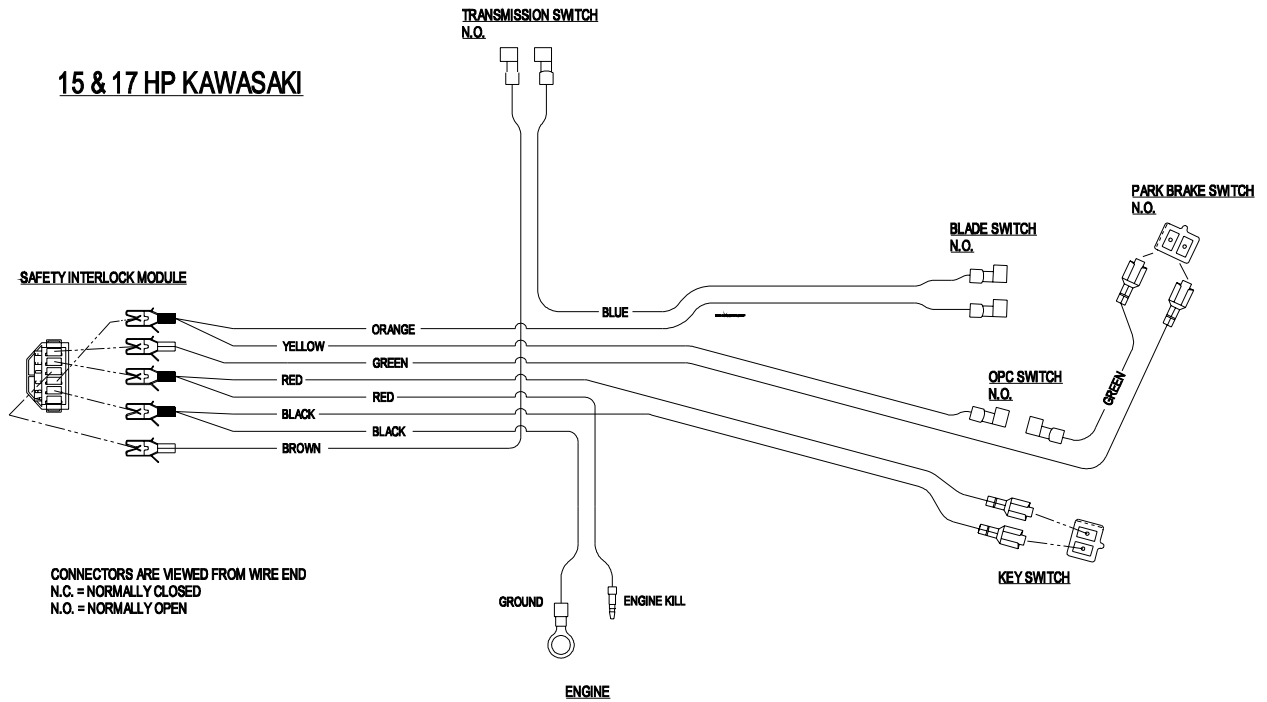 TRANSMISSION SWITCH
N.O.
15 & 17 HP KAWASAKI
PARK BRAKE SWITCH
N.O.
BLADE SWITCH
N.O.
SAFETY INTERLOCK MODULE
BLUE
ORANGE
YELLOW
GREEN
RED
RED
BLACK
BLACK
BROWN
OPC SWITCH
N.O.
GREEN
CONNECTORS ARE VIEWED FROM WIRE END
N.C. = NORMALLY CLOSED
N.O. = NORMALLY OPEN
KEY SWITCH
GROUND
ENGINE KILL
ENGINE